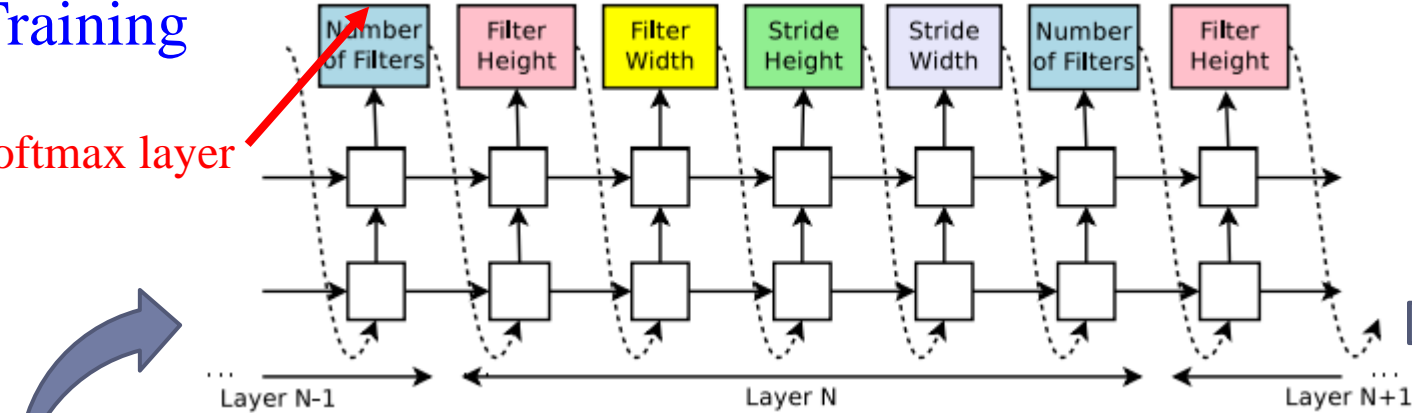 Training
oftmax layer
Number
of Filters
Filter
Height
Filter
Width
Stride
Height
Stride
Width
Number
of Filters
Filter
Height
...
Layer N-1
Layer N
...
Layer N+1